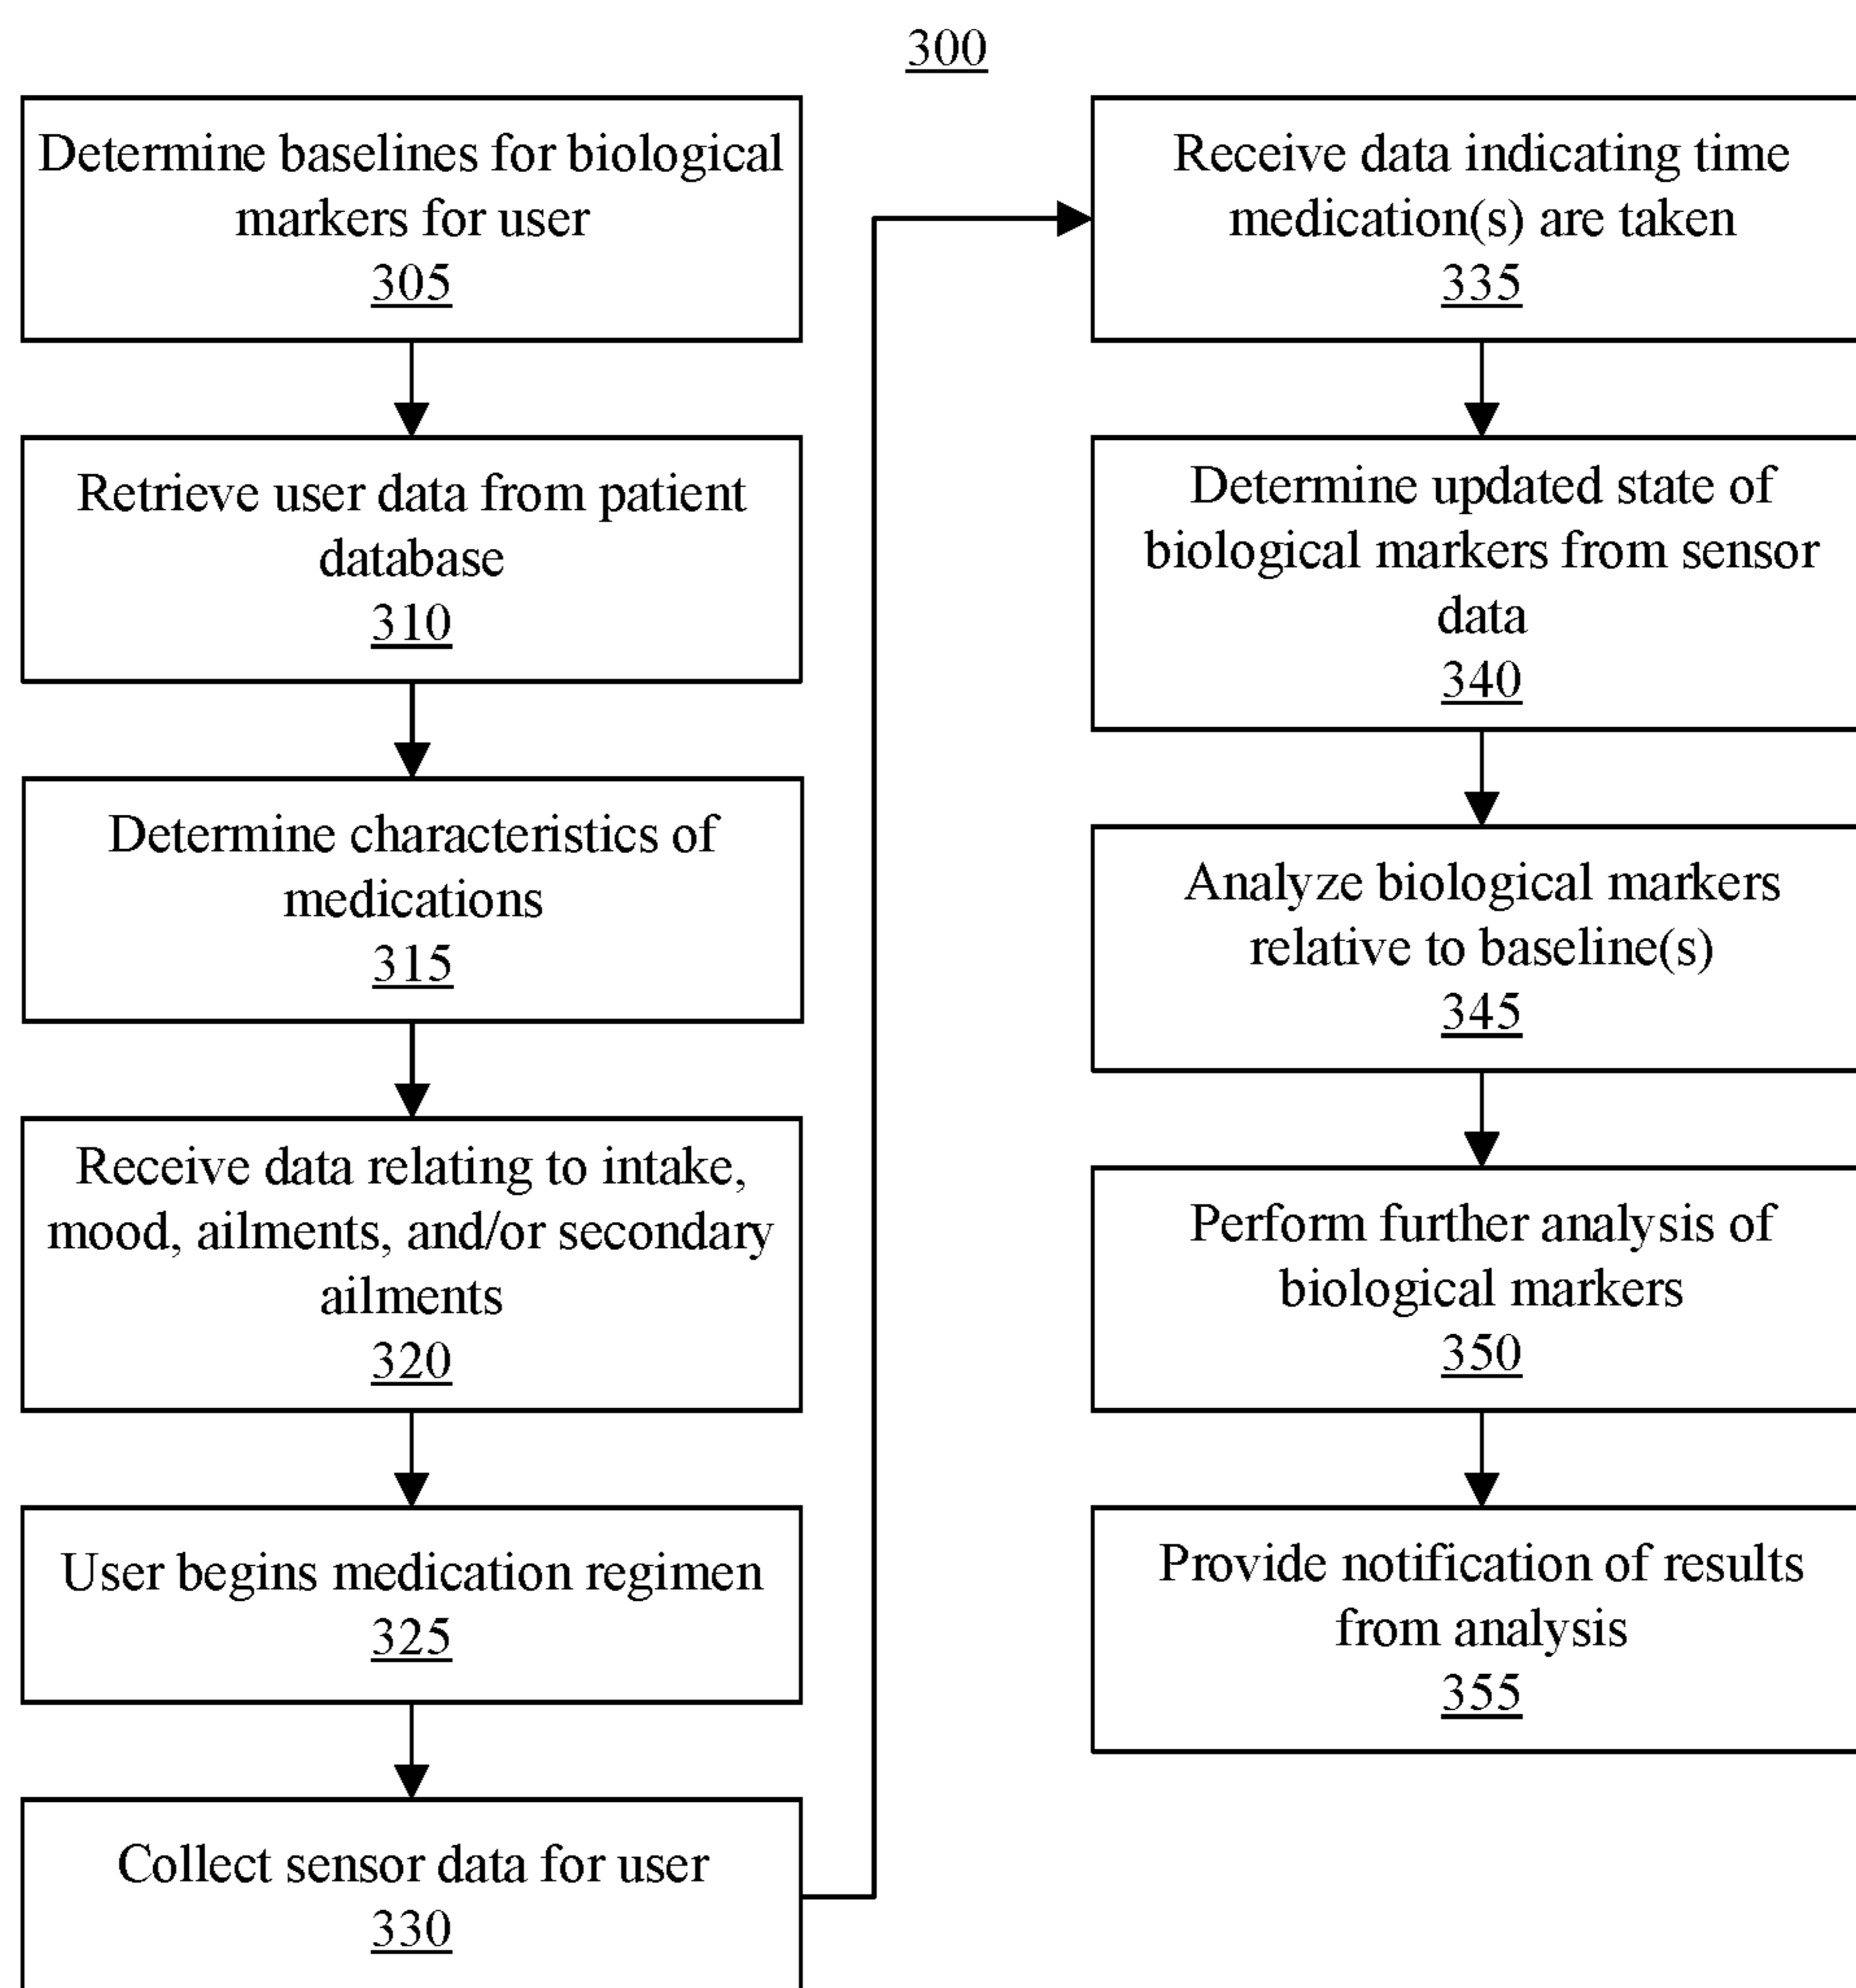 300
Determine baselines for biological
markers for user
305
Retrieve user data from patient
database
310
Determine characteristics of
medications
315
Receive data relating to intake,
mood, ailments, and/or secondary
ailments
320
User begins medication regimen
325
Collect sensor data for user
330
Receive data indicating time
medication(s) are taken
335
Determine updated state of
biological markers from sensor
data
340
Analyze biological markers
relative to baseline(s)
345
Perform further analysis of
biological markers
350
Provide notification of results
from analysis
355